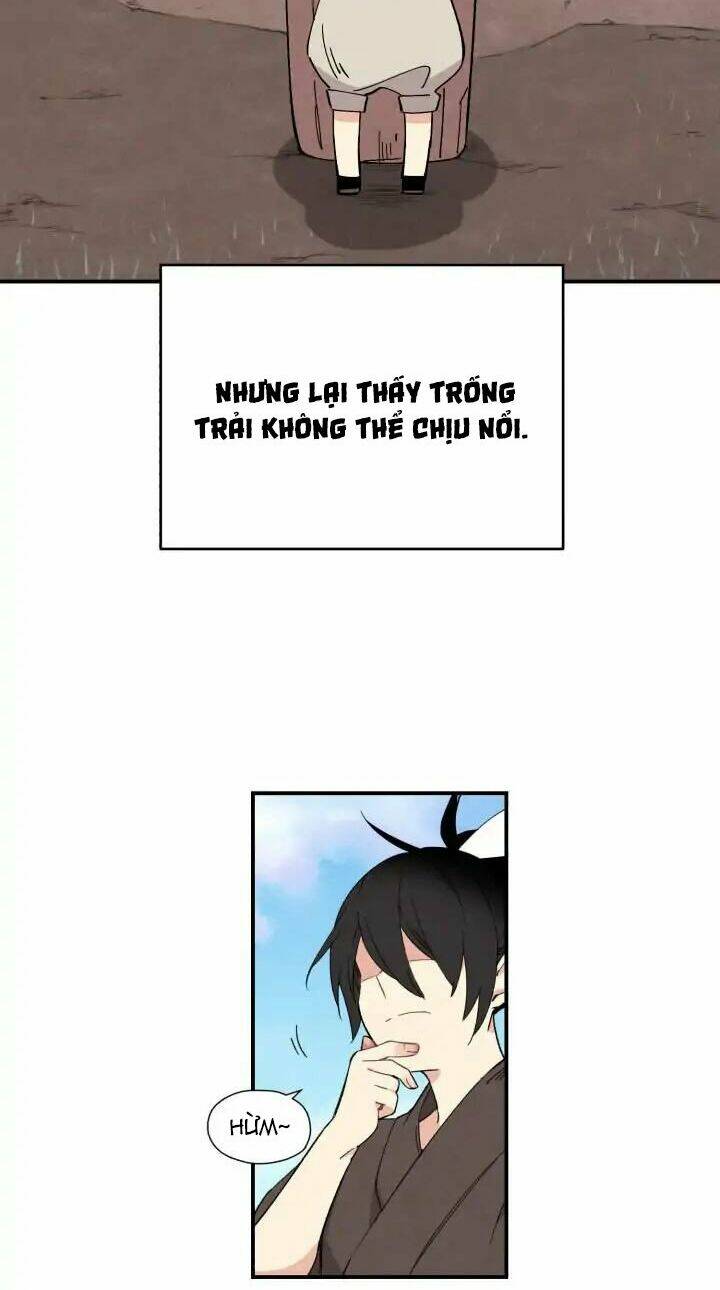 NHƯNG LẠI THẤY TRỐNG
TRẢI KHÔNG THỂ CHỊU NỔI.
HỪM~